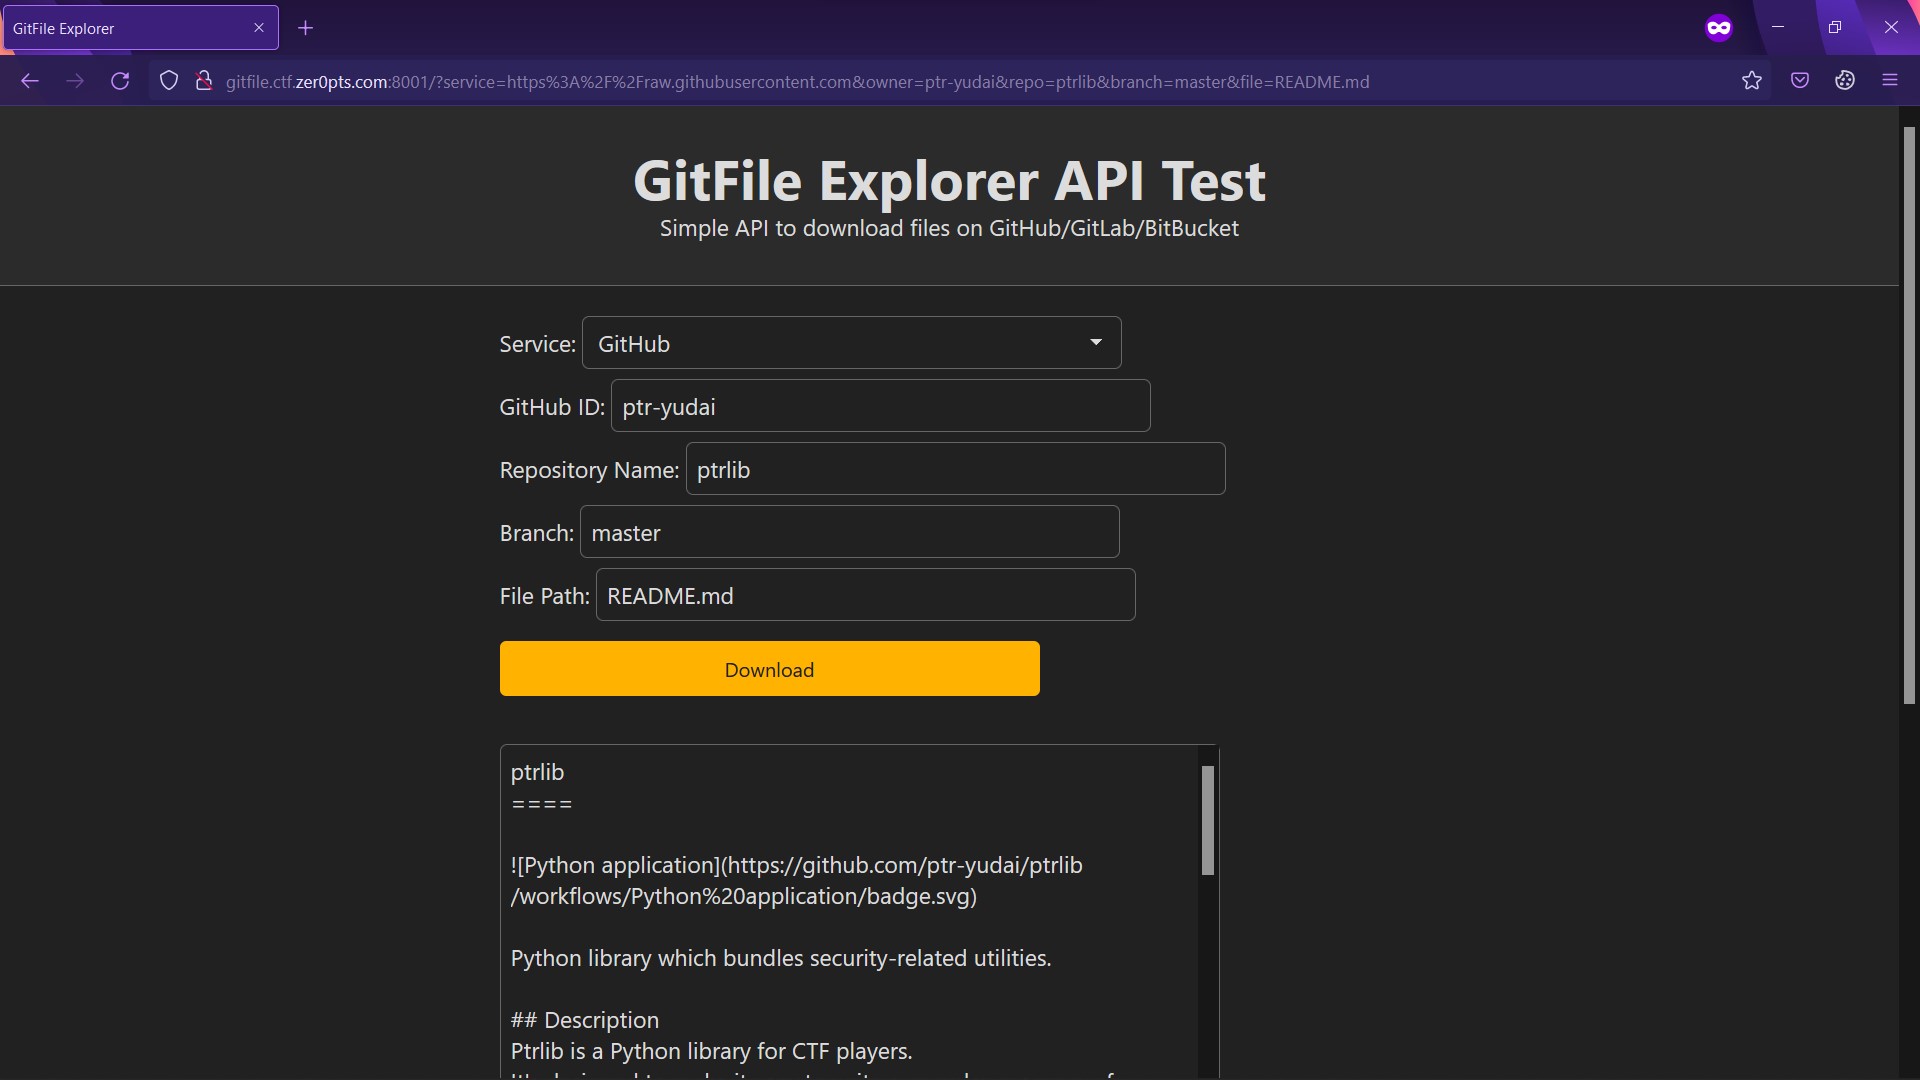 GitFile Explorer
gitfile.ctf.zer0pts.com:8001/?service=https%3A%2F%2Fraw.githubusercontent.com&owner=ptr-yudai&repo=ptrlib&branch=master&file=README.md
GitFile Explorer API Test
Simple API to download files on GitHub/GitLab/BitBucket
Service: GitHub
GitHub ID: ptr-yudai
Repository Name: ptrlib
Branch: master
File Path: README.md
Download
ptrlib
====
![Python application](https://github.com/ptr-yudai/ptrlib
/workflows/Python%20application/badge.svg)
Python library which bundles security-related utilities.
## Description
Ptrlib is a Python library for CTF players.